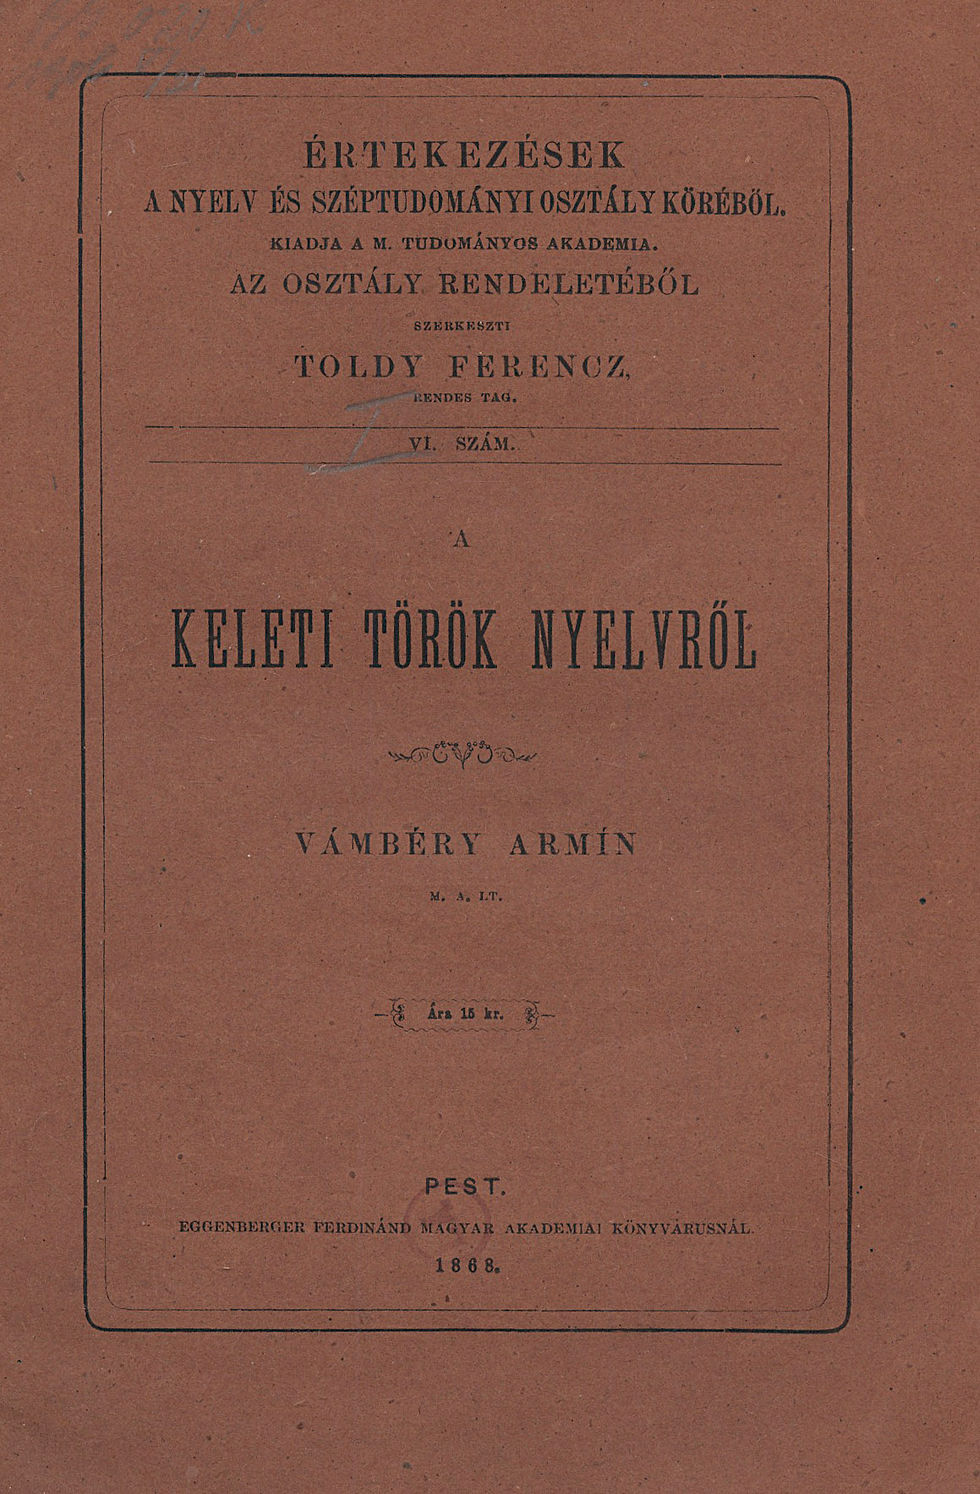 ÉRTEKEZÉSEK
A NYELV ÉS SZÉPTUDOMÁNYI OSZTÁLY KÖRÉBŐL.
KIADJA A M. TUDOMÁNYOS AKADEMIA.
AZ OSZTÁLY RENDELETÉBŐL
SZERKESZTI
TOLDY FERENCZ,
RENDES TAG.
VI. SZÁM.
A
KELETI TÖRÖK NYELVRŐL
VÁMBÉRY ARMÍN
M. A. LT.
Ára 15 kr.
PEST.
EGGENBERGER FERDINÁND MAGYAR AKADEMIAI KÖNYVÁRUSNÁL.
1868.